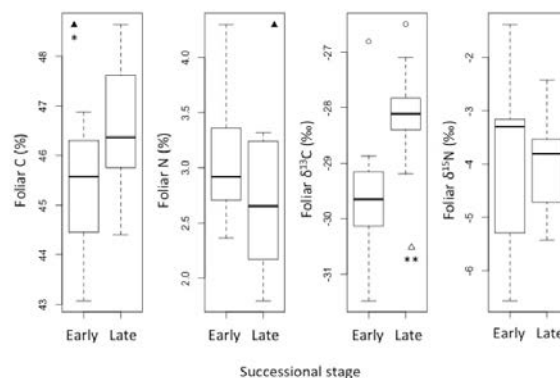 Foliar C (%)
48
47
46
45
44
43
*
Early Late
Foliar N (%)
4.0
3.5
3.0
2.5
2.0
Early Late
Foliar δ¹³C (‰)
-26
-27
-28
-29
-30
-31
**
Early Late
Foliar δ¹⁵N (‰)
-2
-3
-4
-5
-6
Early Late
Successional stage